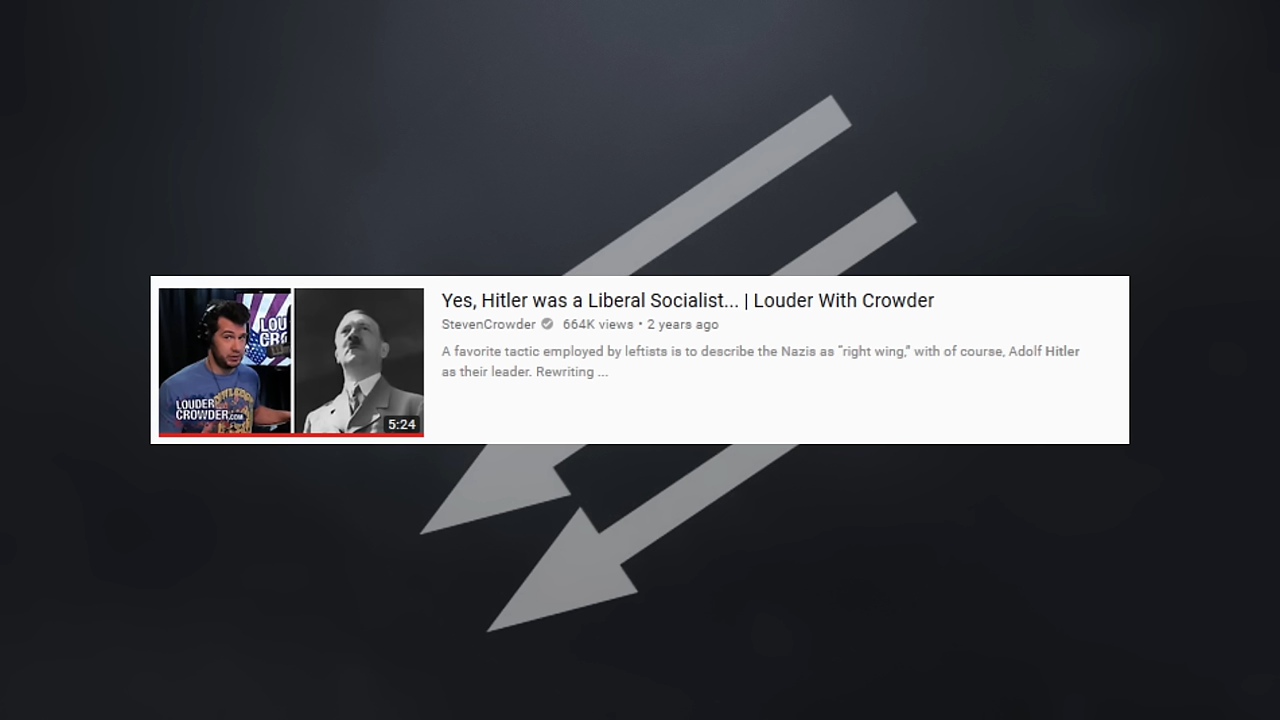 Yes, Hitler was a Liberal Socialist... | Louder With Crowder
StevenCrowder 664K views • 2 years ago
A favorite tactic employed by leftists is to describe the Nazis as "right wing," with of course, Adolf Hitler
as their leader. Rewriting ...
LOU
CR
LOUDER
CROWDER.COM
5:24